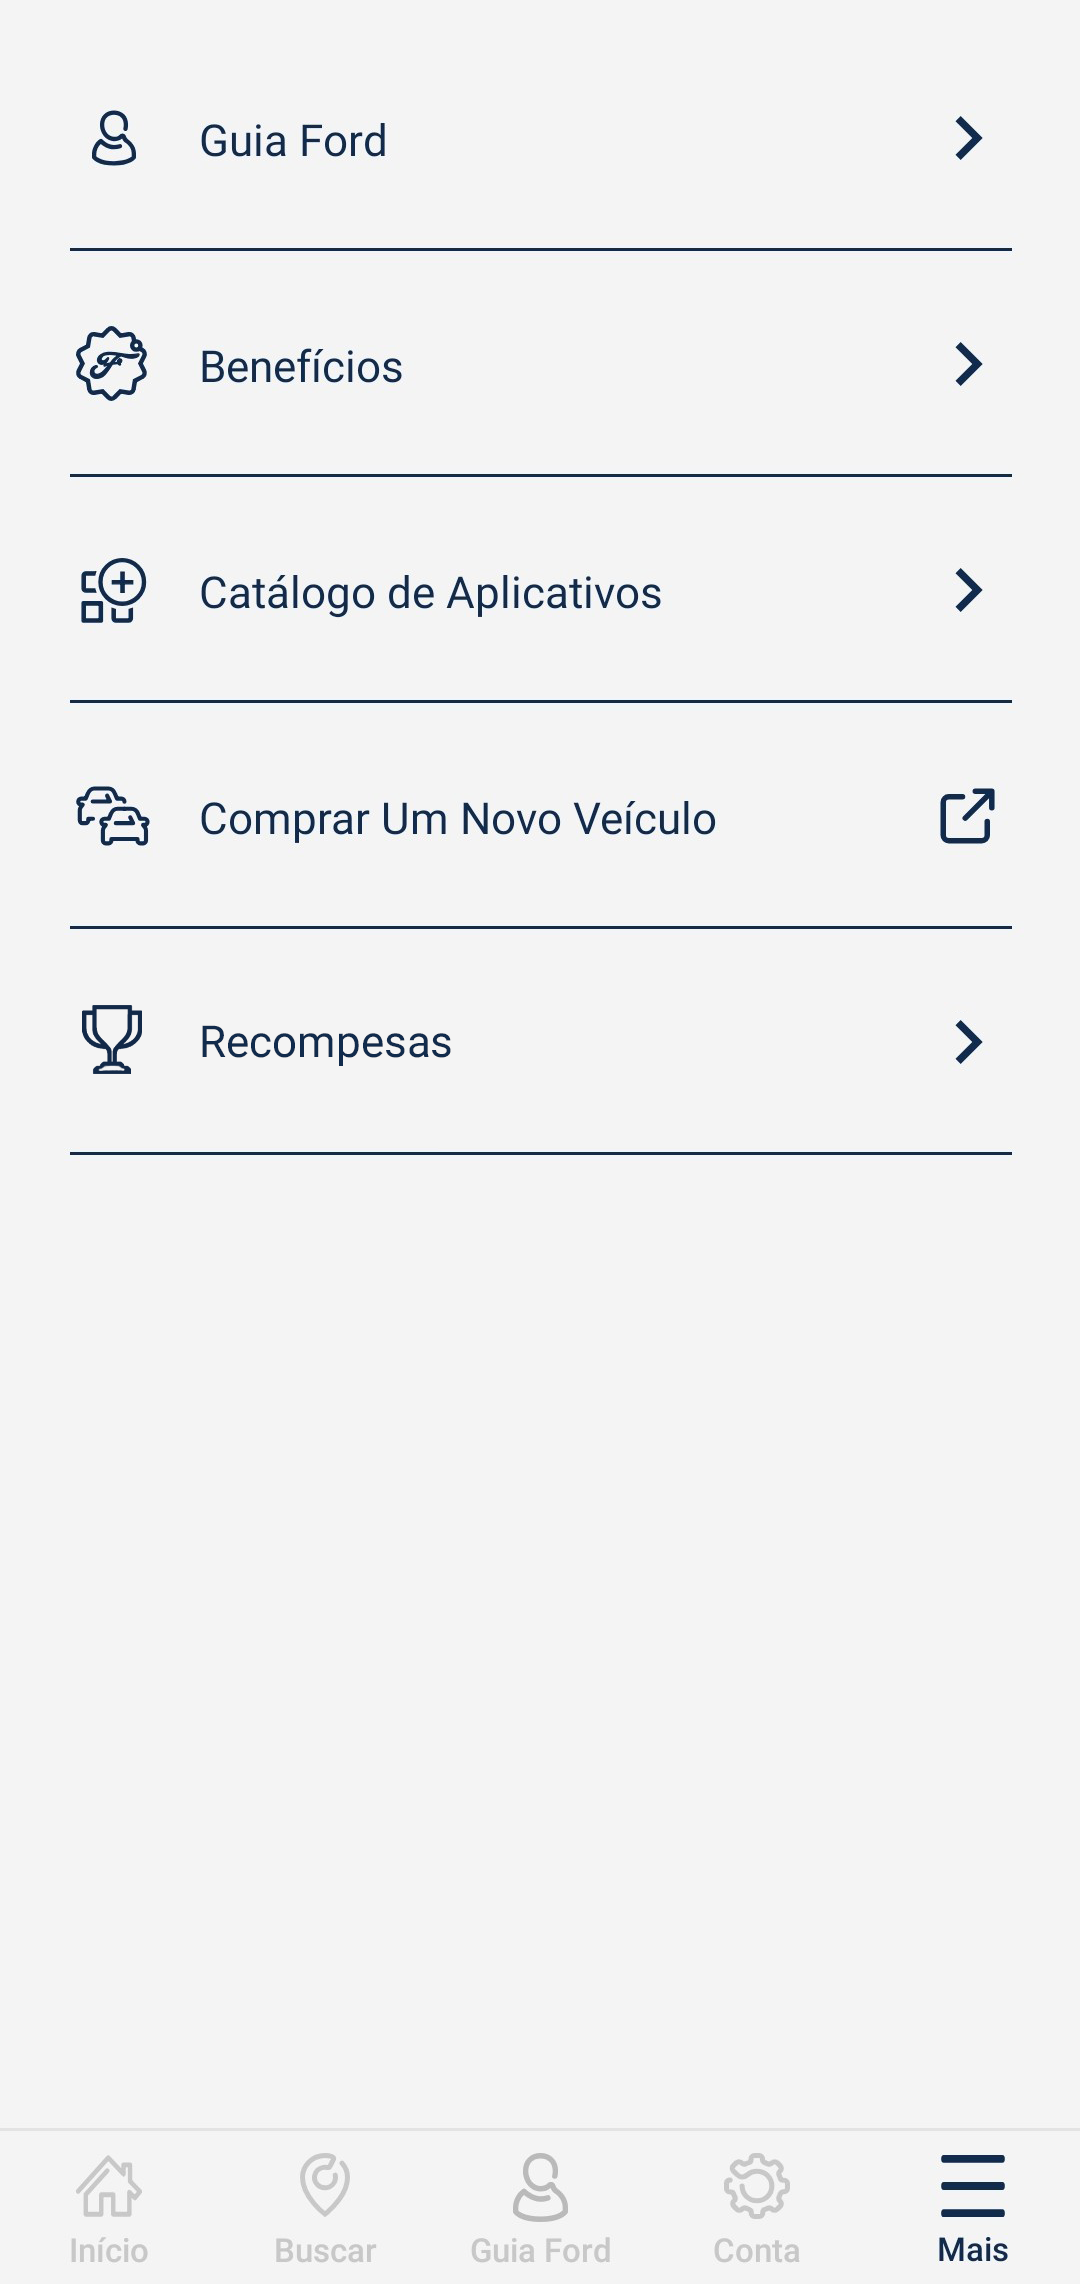 Guia Ford
Benefícios
Catálogo de Aplicativos
Comprar Um Novo Veículo
Recompesas
Início
Buscar
Guia Ford
Conta
Mais